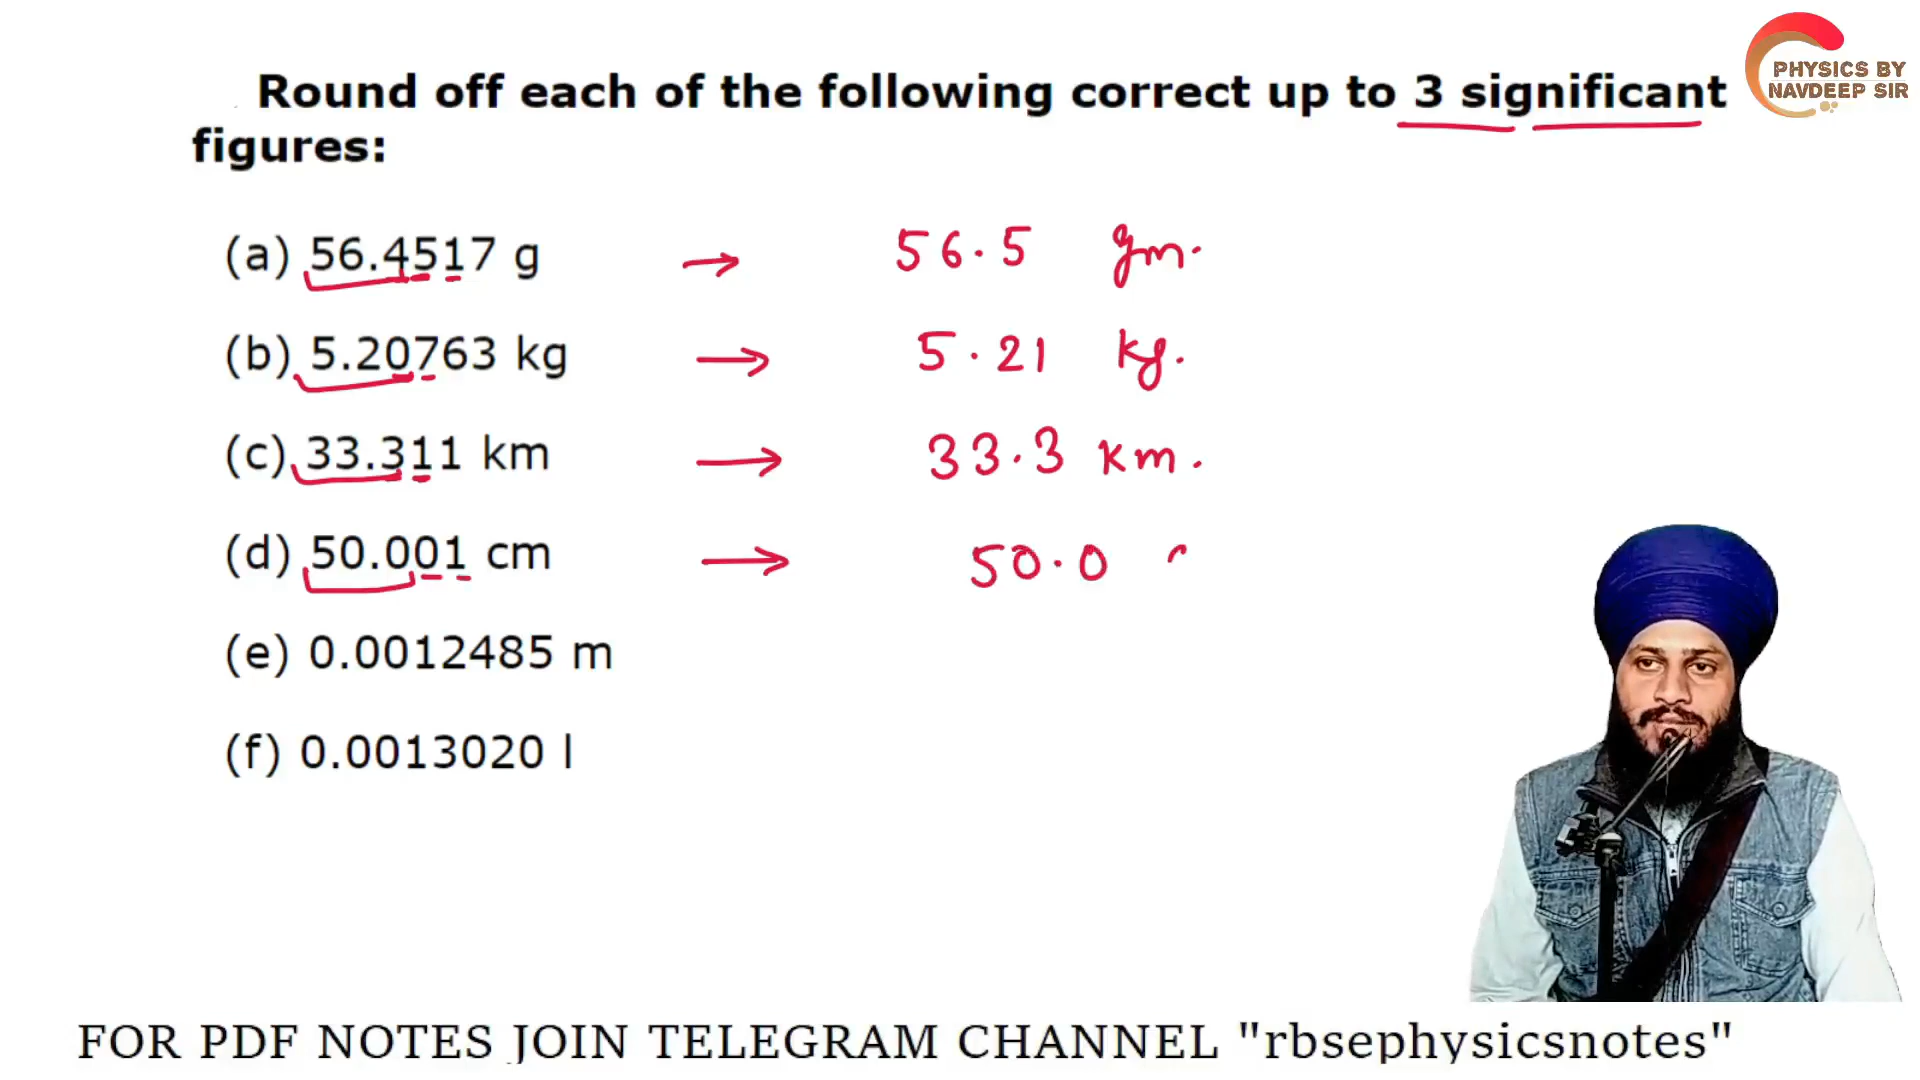 PHYSICS BY
NAVDEEP SIR
Round off each of the following correct up to 3 significant
figures:
(a) 56.4517 g → 56.5 gm.
(b) 5.20763 kg → 5.21 kg.
(c) 33.311 km → 33.3 km.
(d) 50.001 cm → 50.0
(e) 0.0012485 m
(f) 0.0013020 l
FOR PDF NOTES JOIN TELEGRAM CHANNEL "rbsephysicsnotes"